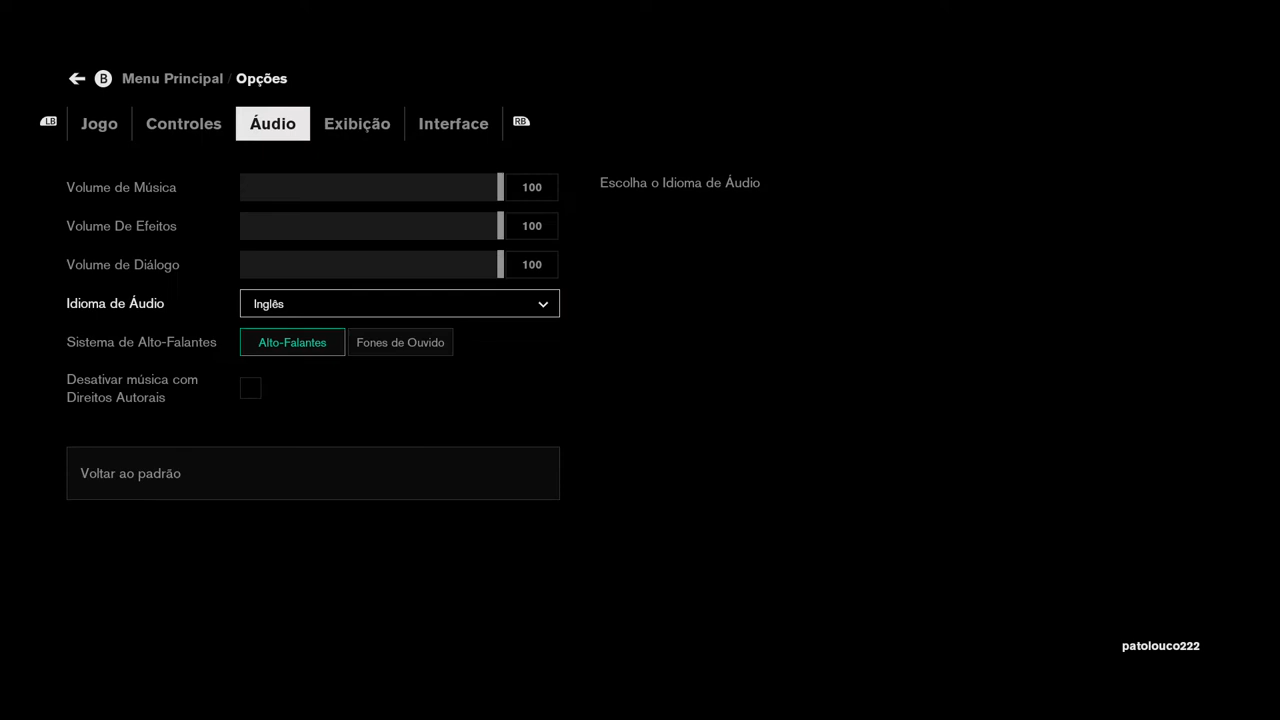 B Menu Principal / Opções
LB Jogo Controles Áudio Exibição Interface RB
Volume de Música 100
Escolha o Idioma de Áudio
Volume De Efeitos 100
Volume de Diálogo 100
Idioma de Áudio Inglês
Sistema de Alto-Falantes Alto-Falantes Fones de Ouvido
Desativar música com
Direitos Autorais
Voltar ao padrão
patolouco222